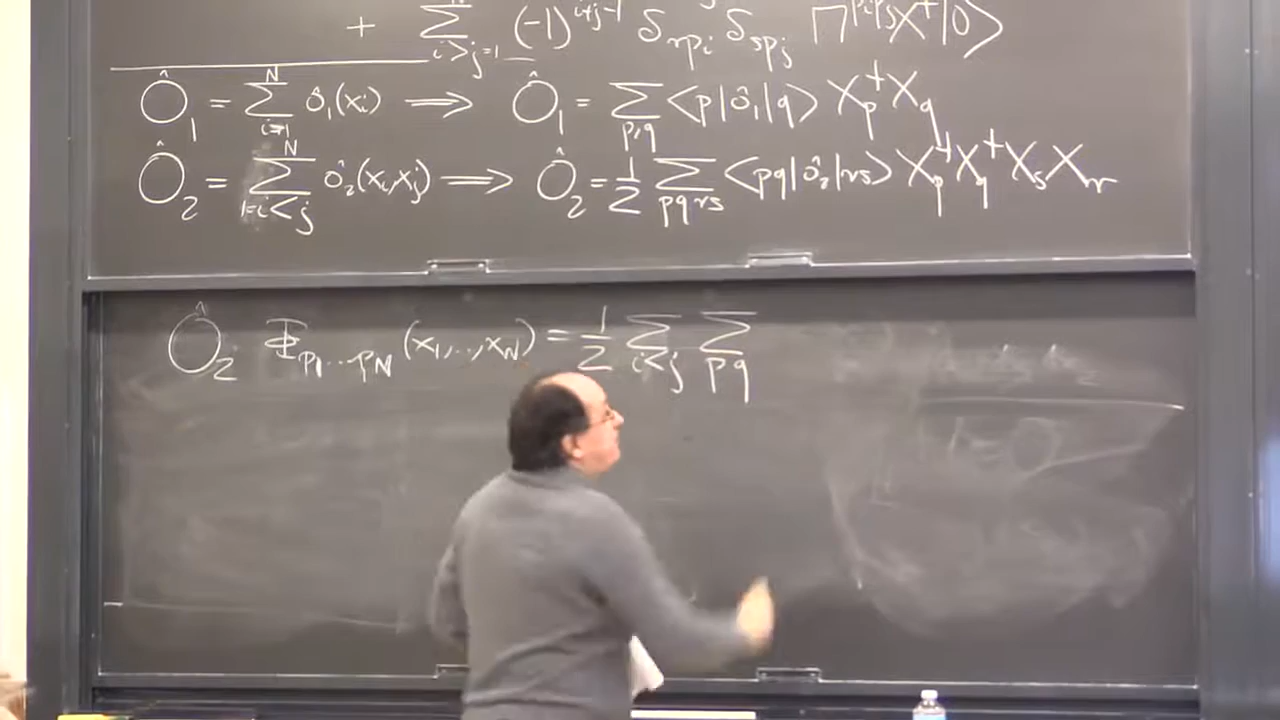 + Σ_{i>j=1} (-1)^{i+j-1} δ_{rp_i} δ_{sp_j} Π^{p_i p_j} X^+ |0⟩
Ô_1 = Σ_{i=1}^{N} ô_1(x_i) ⟹ Ô_1 = Σ_{p,q} <p|ô_1|q> X_p^+ X_q
Ô_2 = Σ_{1=i<j}^{N} ô_2(x_i,x_j) ⟹ Ô_2 = 1/2 Σ_{pqrs} <pq|ô_2|rs> X_p^+ X_q^+ X_s X_r
Ô_2 Φ_{p_1...p_N} (x_1,...,x_N) = 1/2 Σ_{i<j} Σ_{pq}